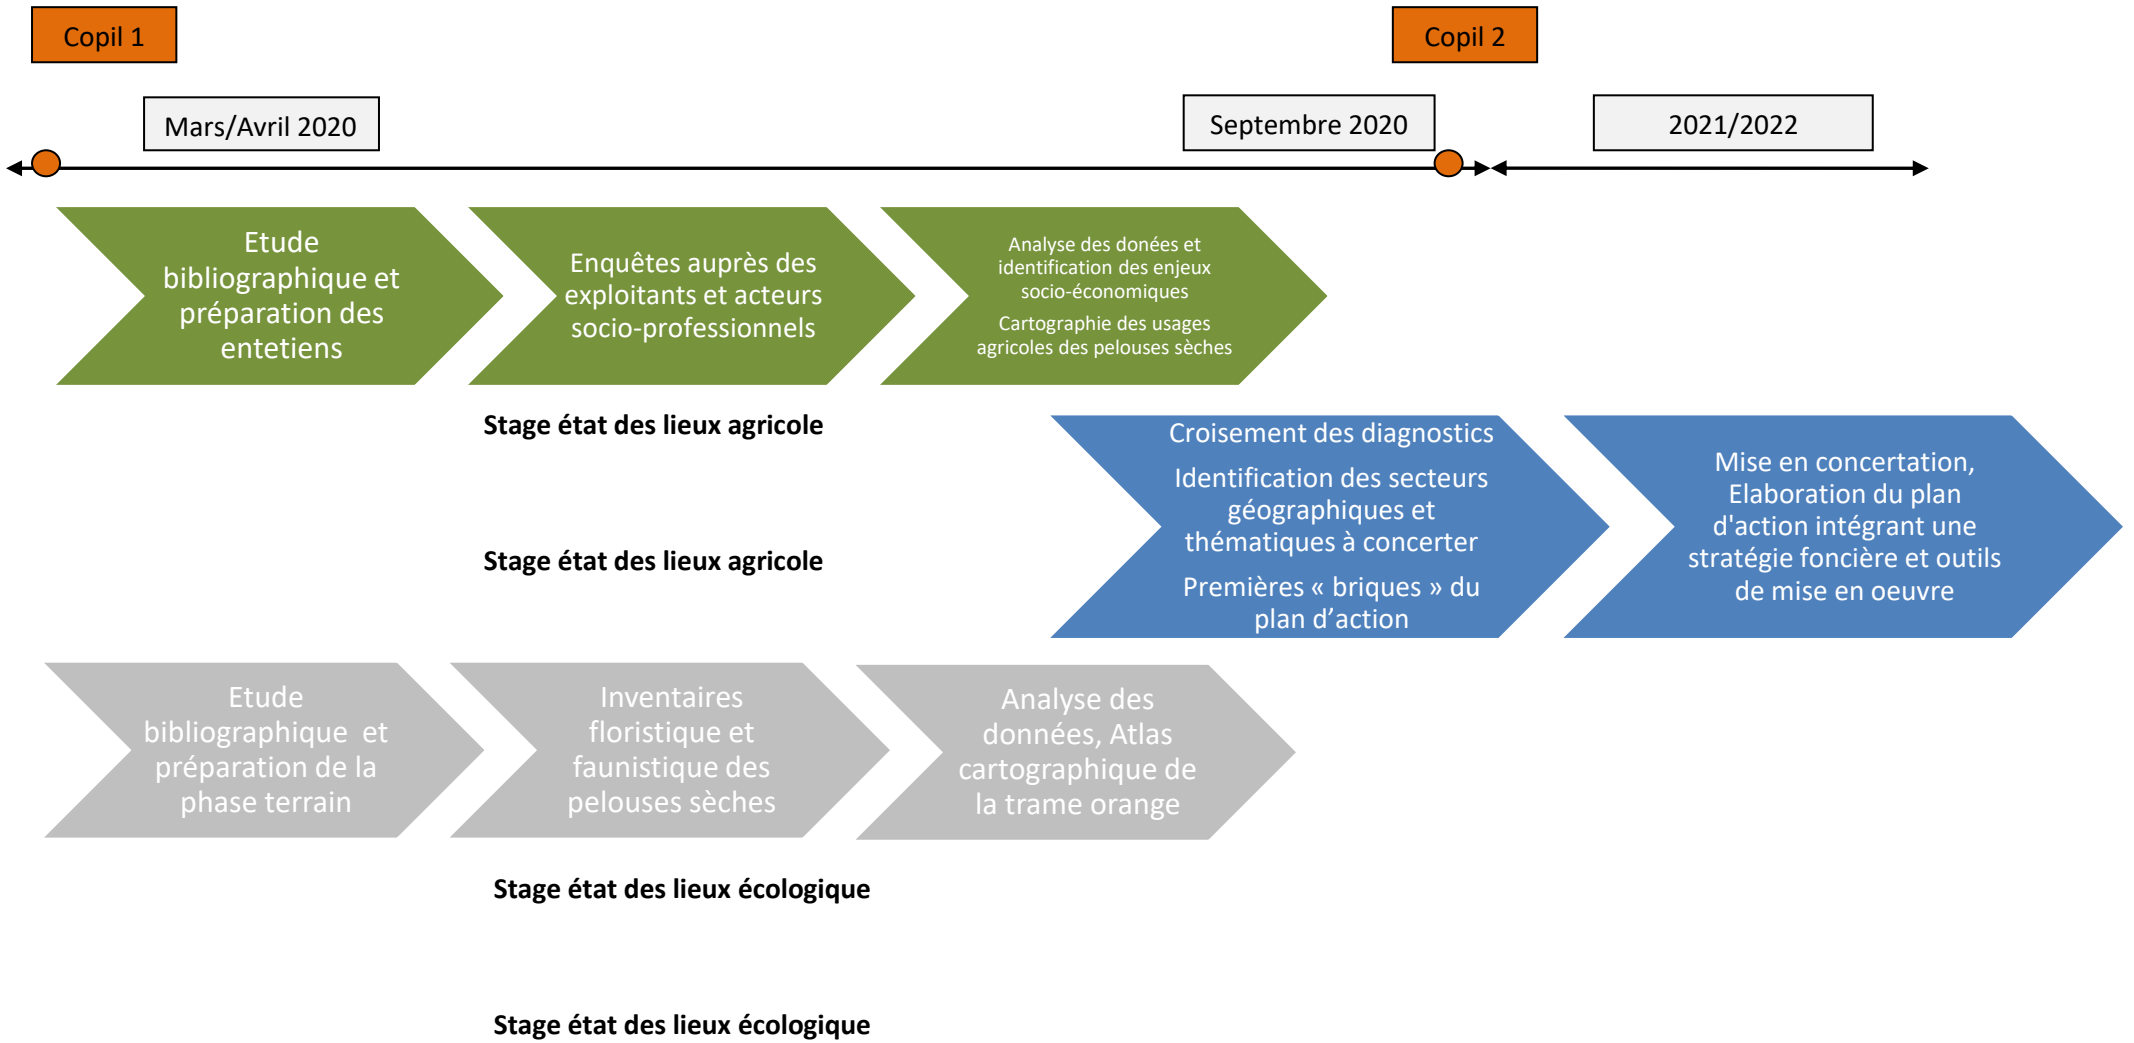 Copil 1
Copil 2
Mars/Avril 2020
Septembre 2020
2021/2022
Etude
bibliographique et
préparation des
entetiens
Enquêtes auprès des
exploitants et acteurs
socio-professionnels
Analyse des donées et
identification des enjeux
socio-économiques
Cartographie des usages
agricoles des pelouses sèches
Stage état des lieux agricole
Croisement des diagnostics
Identification des secteurs
géographiques et
thématiques à concerter
Premières « briques » du
plan d’action
Mise en concertation,
Elaboration du plan
d'action intégrant une
stratégie foncière et outils
de mise en oeuvre
Stage état des lieux agricole
Etude
bibliographique et
préparation de la
phase terrain
Inventaires
floristique et
faunistique des
pelouses sèches
Analyse des
données, Atlas
cartographique de
la trame orange
Stage état des lieux écologique
Stage état des lieux écologique